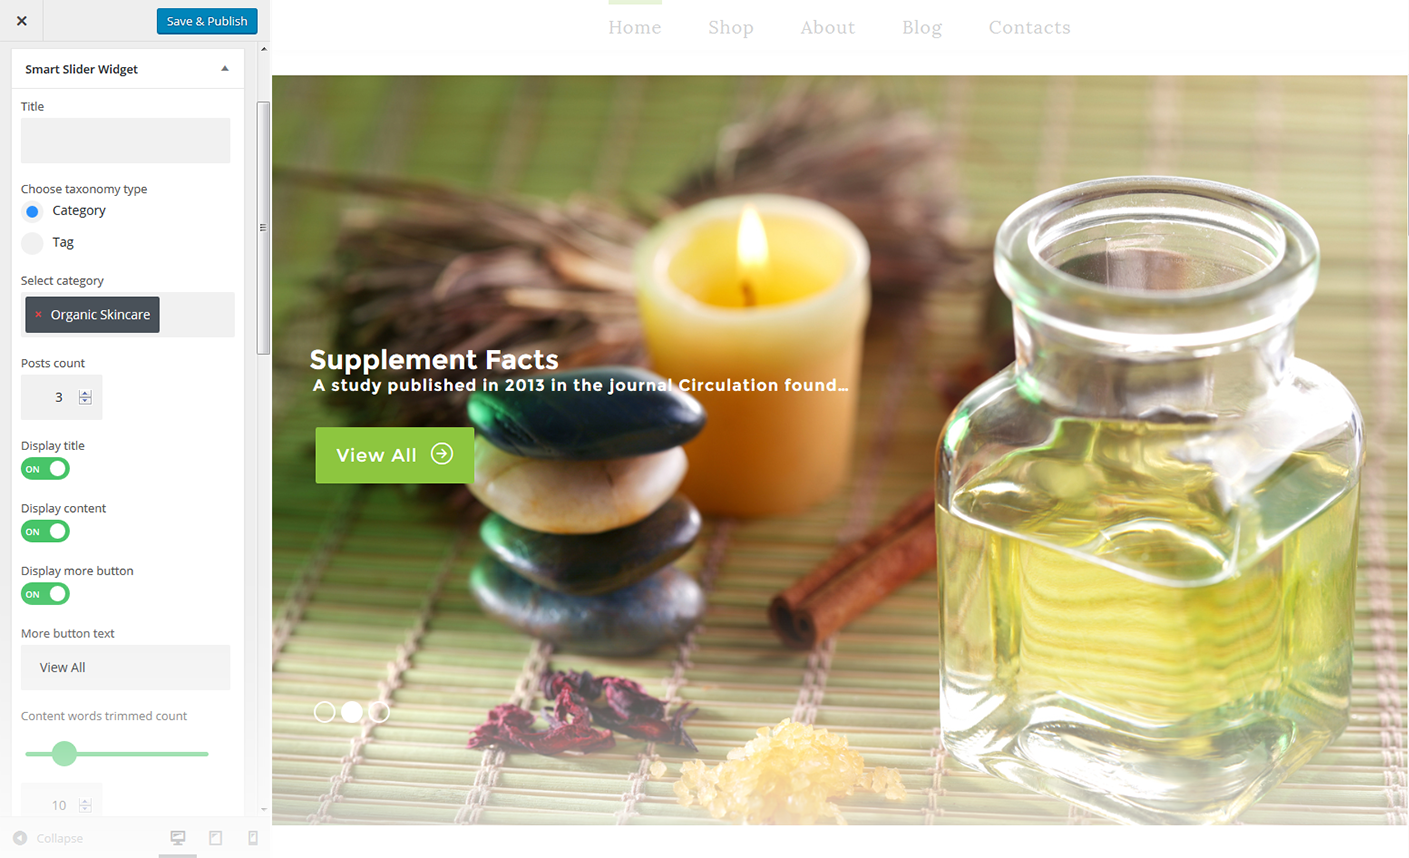 Save & Publish
Smart Slider Widget
Title
Choose taxonomy type
Category
Tag
Select category
× Organic Skincare
Posts count
3
Display title
ON
Display content
ON
Display more button
ON
More button text
View All
Content words trimmed count
10
Collapse
Home Shop About Blog Contacts
Supplement Facts
A study published in 2013 in the journal Circulation found…
View All